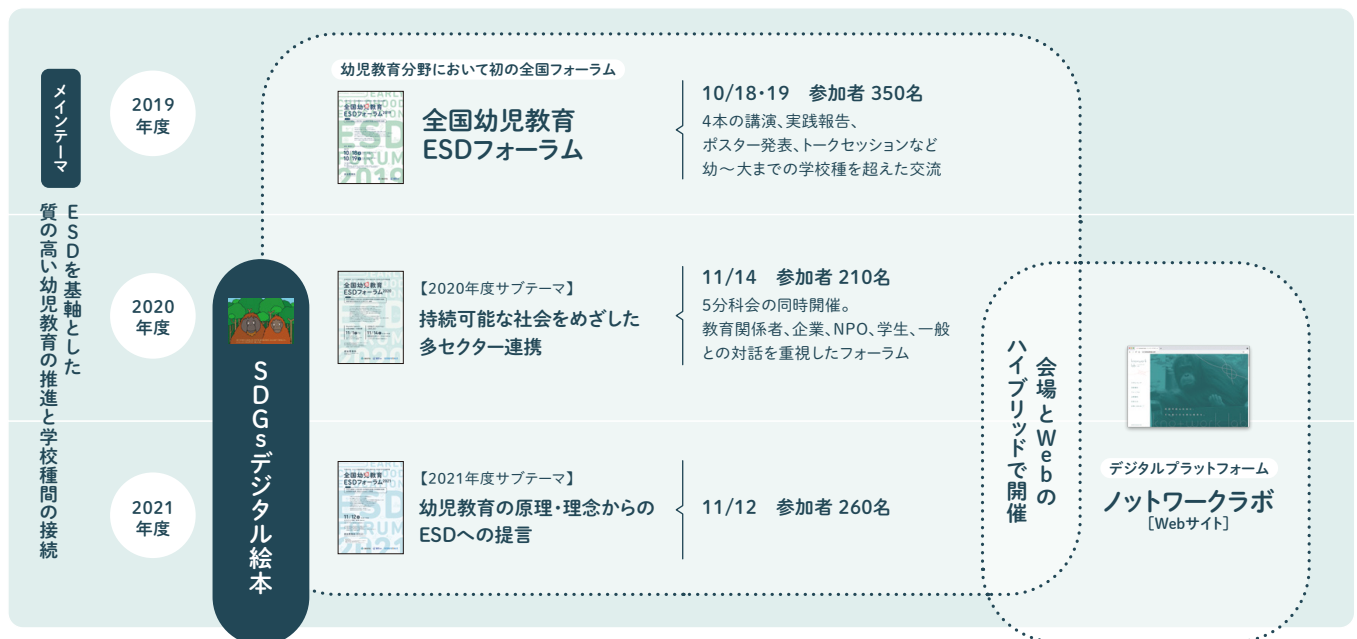 メインテーマ
ESDを基軸とした
質の高い幼児教育の推進と学校種間の接続
2019
年度
幼児教育分野において初の全国フォーラム
全国幼児教育
ESDフォーラム
10/18・19　参加者 350名
4本の講演、実践報告、
ポスター発表、トークセッションなど
幼〜大までの学校種を超えた交流
2020
年度
【2020年度サブテーマ】
持続可能な社会をめざした
多セクター連携
11/14　参加者 210名
5分科会の同時開催。
教育関係者、企業、NPO、学生、一般
との対話を重視したフォーラム
2021
年度
【2021年度サブテーマ】
幼児教育の原理・理念からの
ESDへの提言
11/12　参加者 260名
SDGsデジタル絵本
会場とWebの
ハイブリッドで開催
デジタルプラットフォーム
ノットワークラボ
［Webサイト］